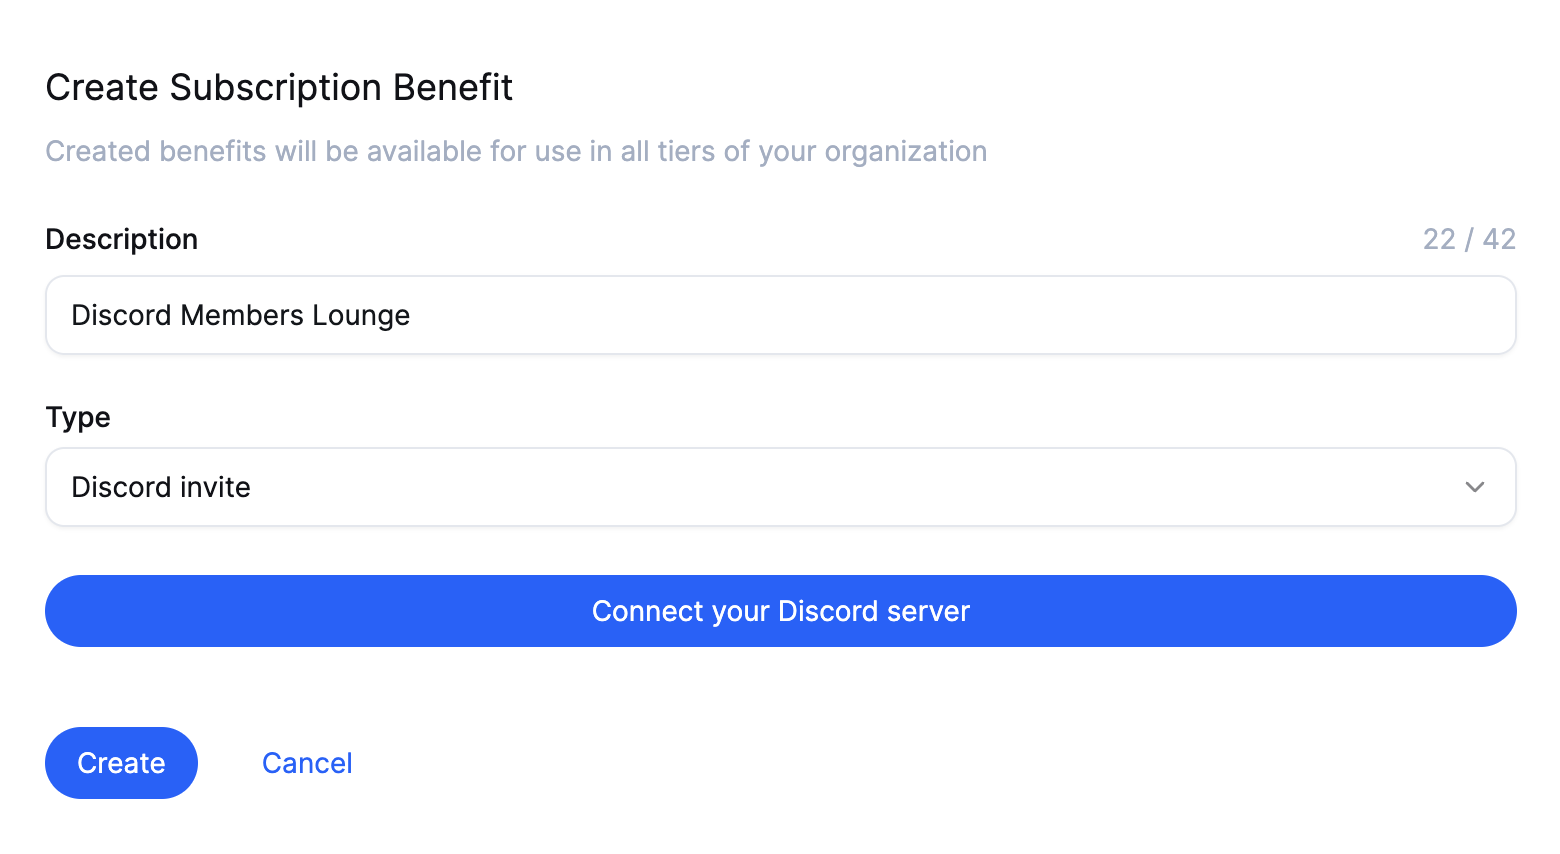 Create Subscription Benefit
Created benefits will be available for use in all tiers of your organization
Description 22 / 42
Discord Members Lounge
Type
Discord invite
Connect your Discord server
Create Cancel